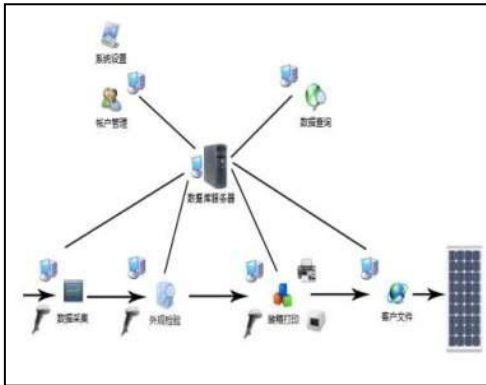 系统设置
帐户管理
数据查询
数据库服务器
数据采集
外观检验
装箱打印
客户文件